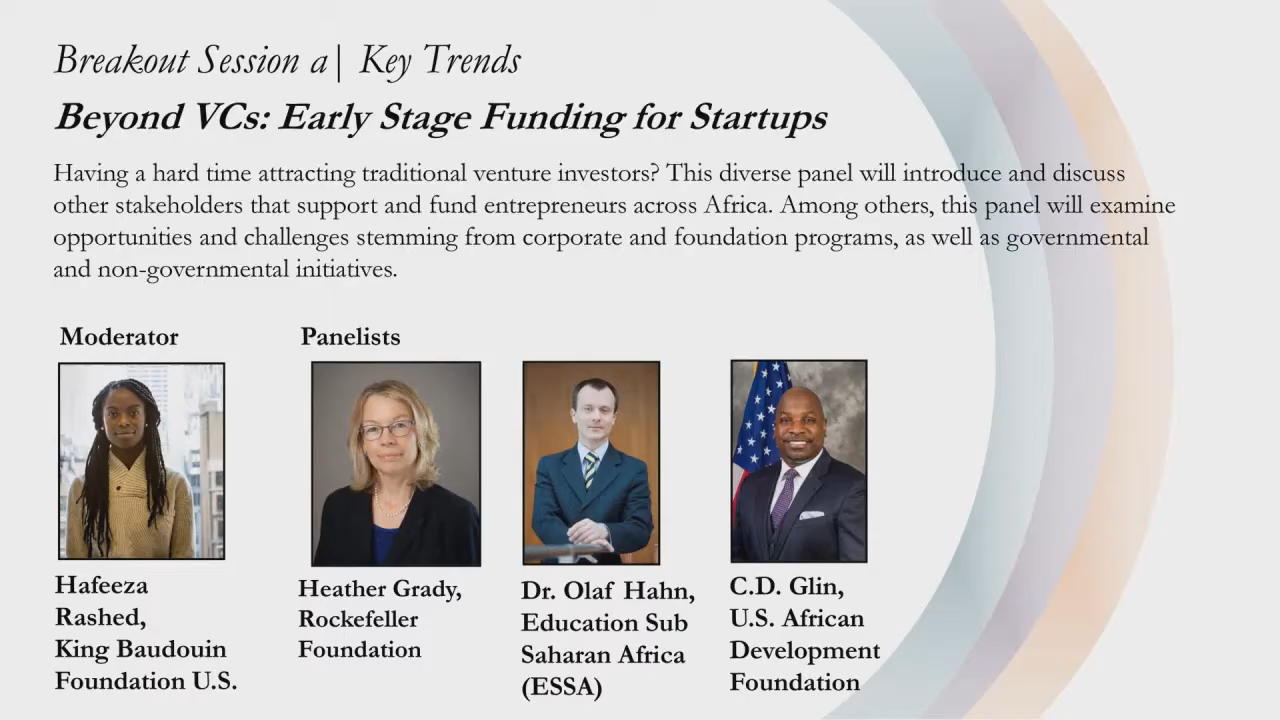 Breakout Session a| Key Trends
Beyond VCs: Early Stage Funding for Startups
Having a hard time attracting traditional venture investors? This diverse panel will introduce and discuss
other stakeholders that support and fund entrepreneurs across Africa. Among others, this panel will examine
opportunities and challenges stemming from corporate and foundation programs, as well as governmental
and non-governmental initiatives.
Moderator
Panelists
Hafeeza
Rashed,
King Baudouin
Foundation U.S.
Heather Grady,
Rockefeller
Foundation
Dr. Olaf Hahn,
Education Sub
Saharan Africa
(ESSA)
C.D. Glin,
U.S. African
Development
Foundation